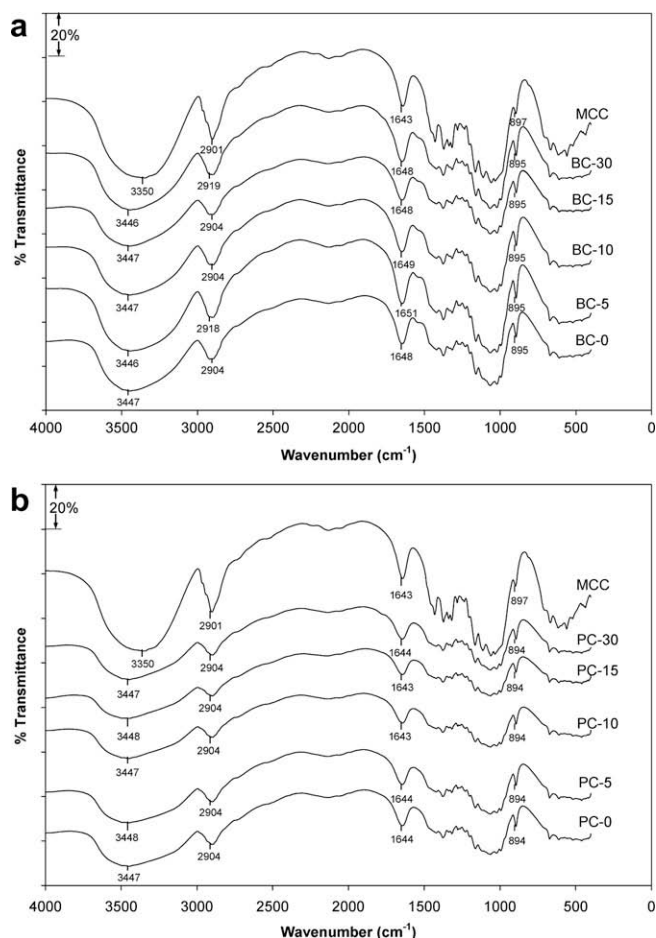 a
20%
% Transmittance
2901
3350
1643
897
MCC
2919
3446
1648
895
BC-30
2904
3447
1648
895
BC-15
2904
3447
1649
895
BC-10
2918
3446
1651
895
BC-5
2904
3447
1648
895
BC-0
4000 3500 3000 2500 2000 1500 1000 500 0
Wavenumber (cm⁻¹)
b
20%
% Transmittance
2901
3350
1643
897
MCC
2904
3447
1644
894
PC-30
2904
3448
1643
894
PC-15
2904
3447
1643
894
PC-10
2904
3448
1644
894
PC-5
2904
3447
1644
894
PC-0
4000 3500 3000 2500 2000 1500 1000 500 0
Wavenumber (cm⁻¹)